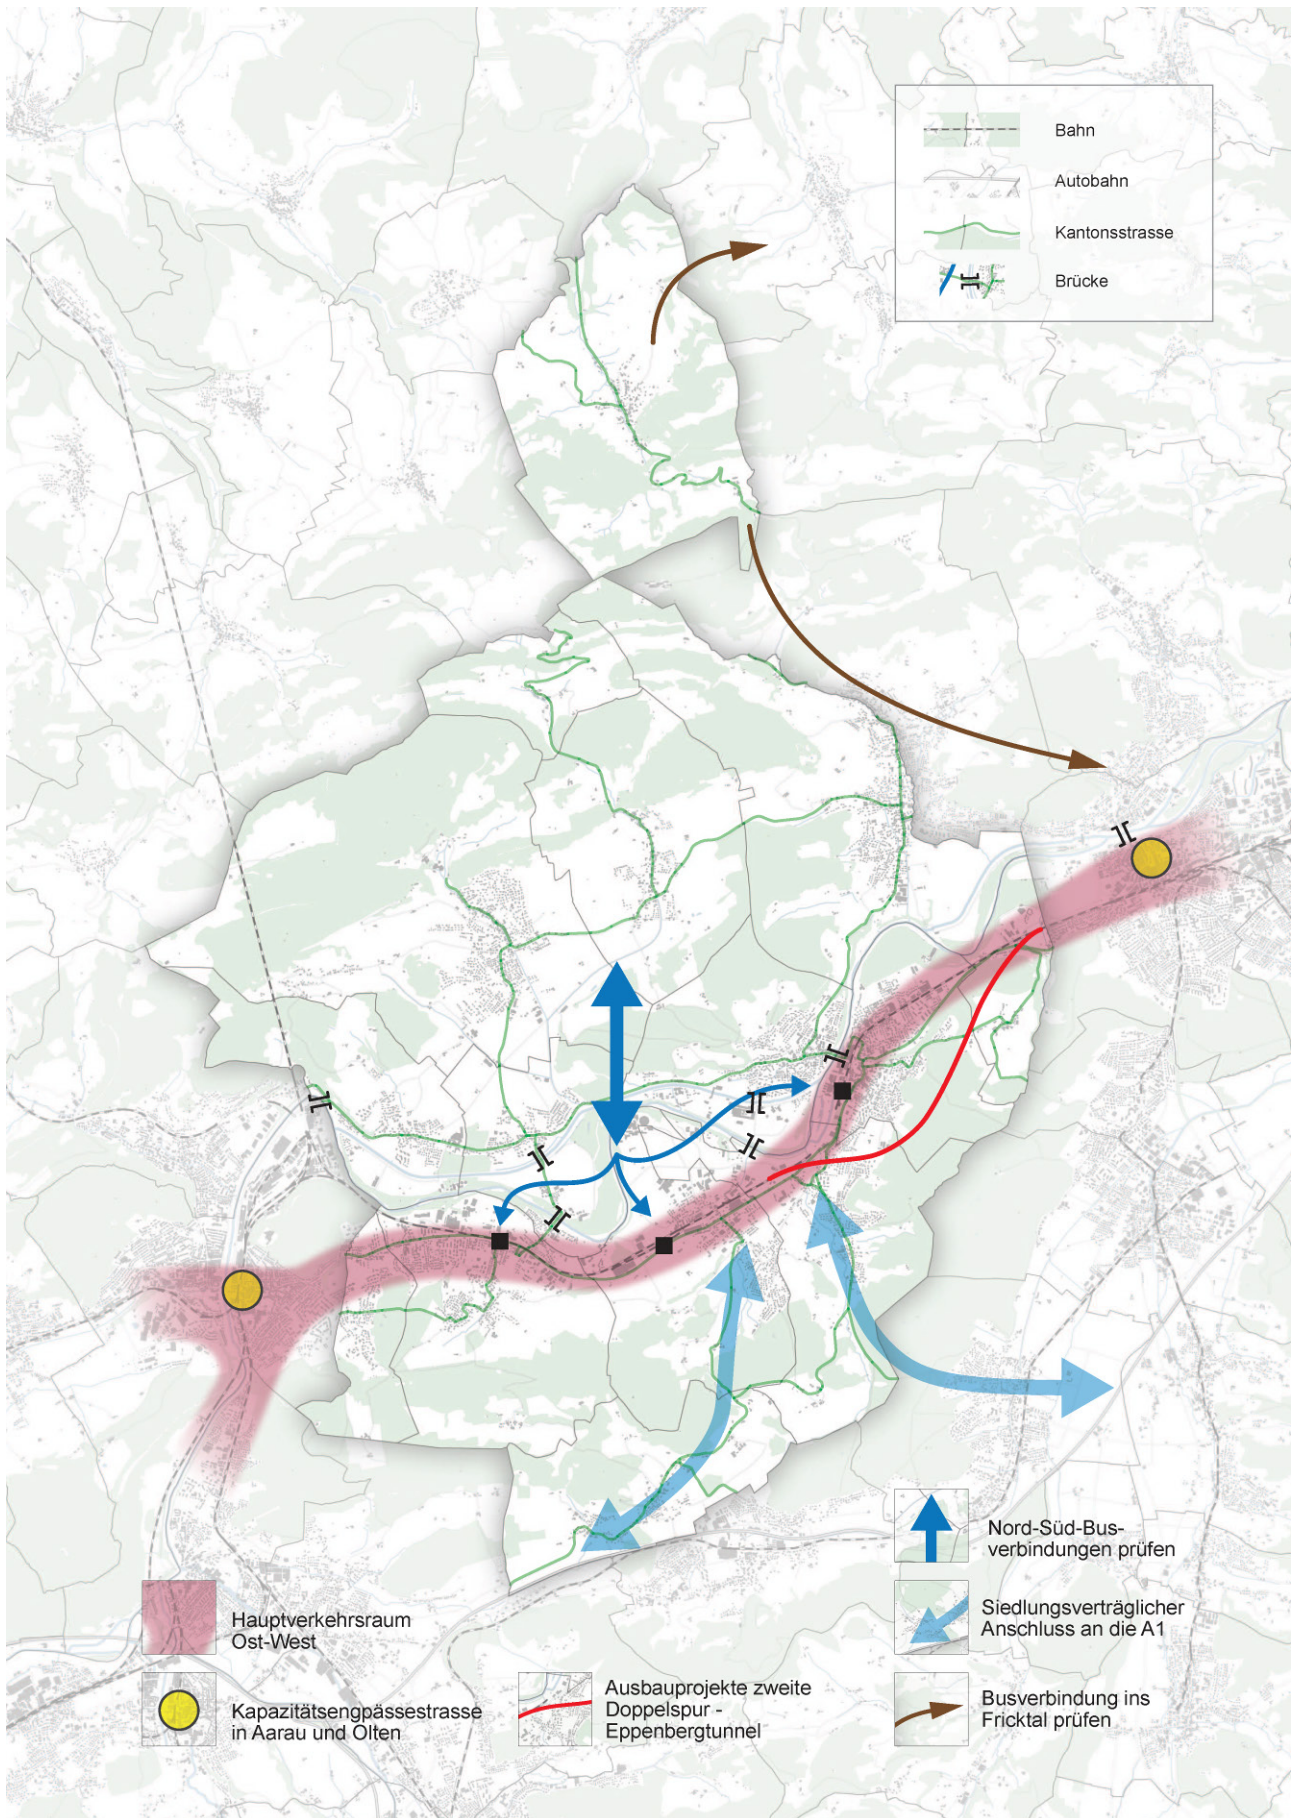 Bahn
Autobahn
Kantonsstrasse
Brücke
Nord-Süd-Bus-
verbindungen prüfen
Hauptverkehrsraum
Ost-West
Siedlungsverträglicher
Anschluss an die A1
Kapazitätsengpässestrasse
in Aarau und Olten
Ausbauprojekte zweite
Doppelspur -
Eppenbergtunnel
Busverbindung ins
Fricktal prüfen